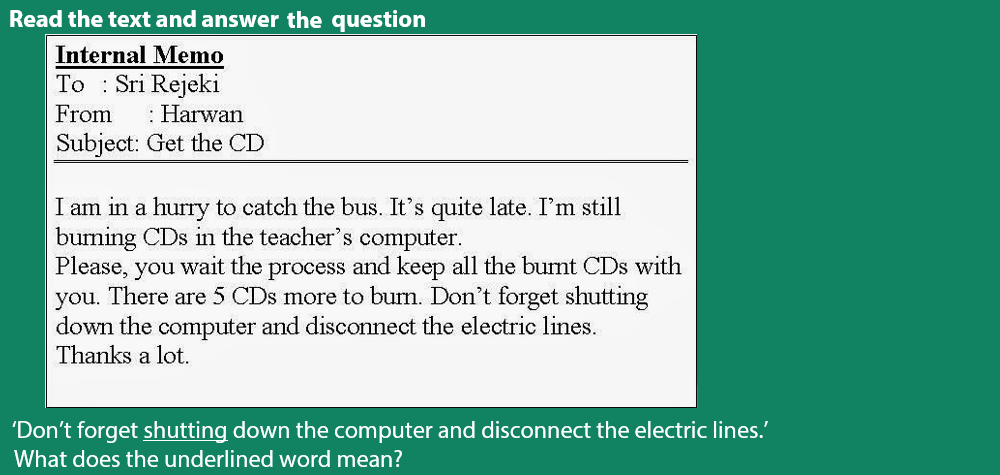 Read the text and answer the question
Internal Memo
To : Sri Rejeki
From : Harwan
Subject: Get the CD
I am in a hurry to catch the bus. It’s quite late. I’m still
burning CDs in the teacher’s computer.
Please, you wait the process and keep all the burnt CDs with
you. There are 5 CDs more to burn. Don’t forget shutting
down the computer and disconnect the electric lines.
Thanks a lot.
‘Don’t forget shutting down the computer and disconnect the electric lines.’
What does the underlined word mean?